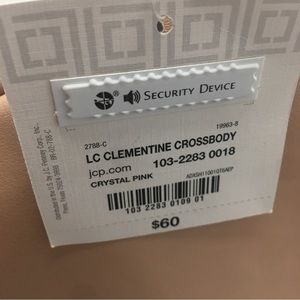 SECURITY DEVICE
2788-C 19963-8
LC CLEMENTINE CROSSBODY
jcp.com 103-2283 0018
CRYSTAL PINK
103 2283 0109 01
$60